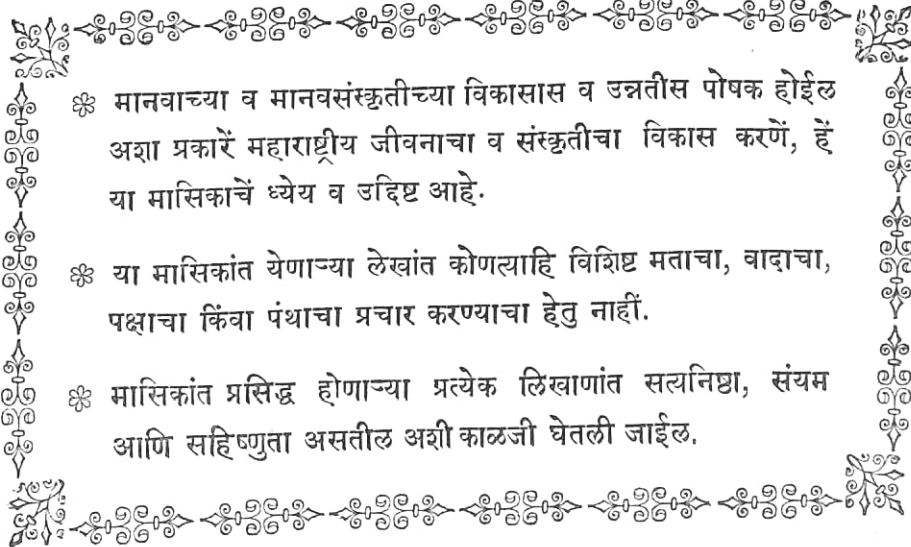 ❀ मानवाच्या व मानवसंस्कृतीच्या विकासास व उन्नतीस पोषक होईल
अशा प्रकारें महाराष्ट्रीय जीवनाचा व संस्कृतीचा विकास करणें, हें
या मासिकाचें ध्येय व उद्दिष्ट आहे.
❀ या मासिकांत येणाऱ्या लेखांत कोणत्याहि विशिष्ट मताचा, वादाचा,
पक्षाचा किंवा पंथाचा प्रचार करण्याचा हेतु नाहीं.
❀ मासिकांत प्रसिद्ध होणाऱ्या प्रत्येक लिखाणांत सत्यनिष्ठा, संयम
आणि सहिष्णुता असतील अशी काळजी घेतली जाईल.